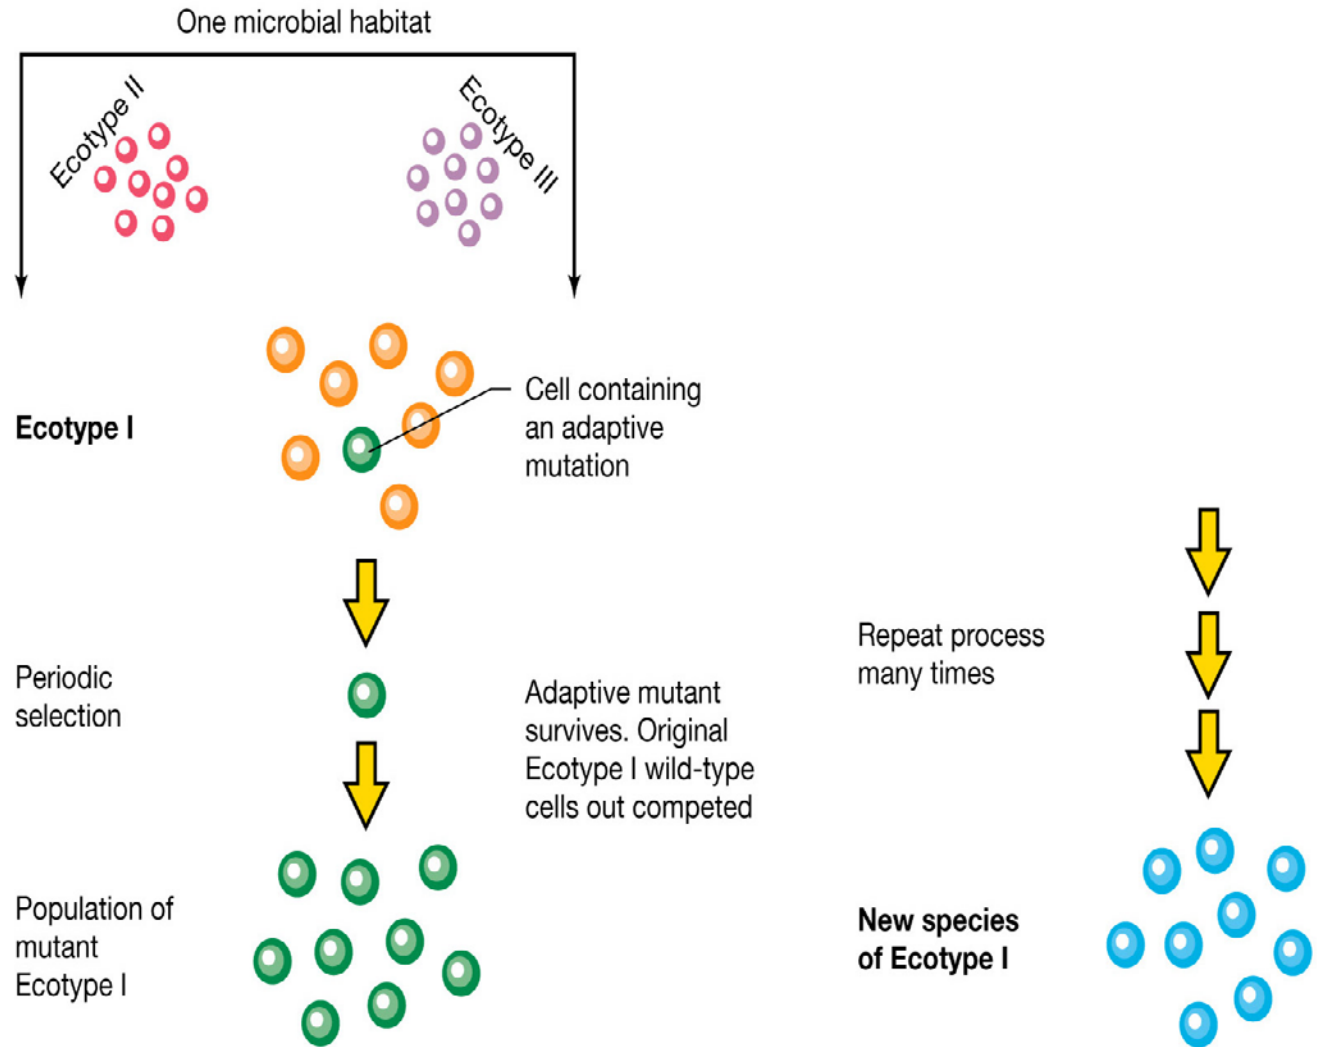 One microbial habitat
Ecotype II
Ecotype III
Ecotype I
Cell containing
an adaptive
mutation
Periodic
selection
Adaptive mutant
survives. Original
Ecotype I wild-type
cells out competed
Repeat process
many times
Population of
mutant
Ecotype I
New species
of Ecotype I